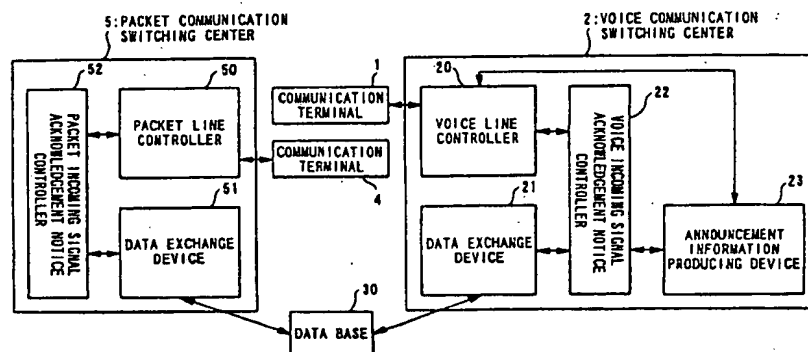 5:PACKET COMMUNICATION
SWITCHING CENTER
2:VOICE COMMUNICATION
SWITCHING CENTER
52
50
1
20
22
PACKET INCOMING SIGNAL
ACKNOWLEDGEMENT NOTICE
CONTROLLER
PACKET LINE
CONTROLLER
COMMUNICATION
TERMINAL
VOICE LINE
CONTROLLER
VOICE INCOMING SIGNAL
ACKNOWLEDGEMENT NOTICE
CONTROLLER
COMMUNICATION
TERMINAL
51
4
21
23
DATA EXCHANGE
DEVICE
DATA EXCHANGE
DEVICE
ANNOUNCEMENT
INFORMATION
PRODUCING DEVICE
30
DATA BASE